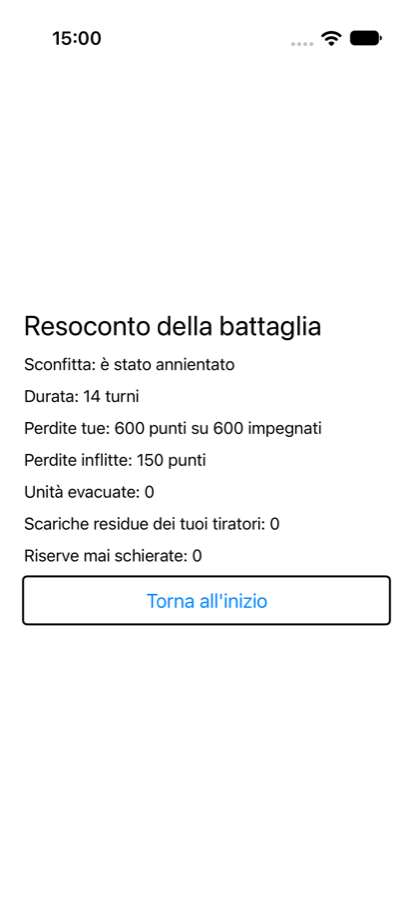 15:00
Resoconto della battaglia
Sconfitta: è stato annientato
Durata: 14 turni
Perdite tue: 600 punti su 600 impegnati
Perdite inflitte: 150 punti
Unità evacuate: 0
Scariche residue dei tuoi tiratori: 0
Riserve mai schierate: 0
Torna all'inizio